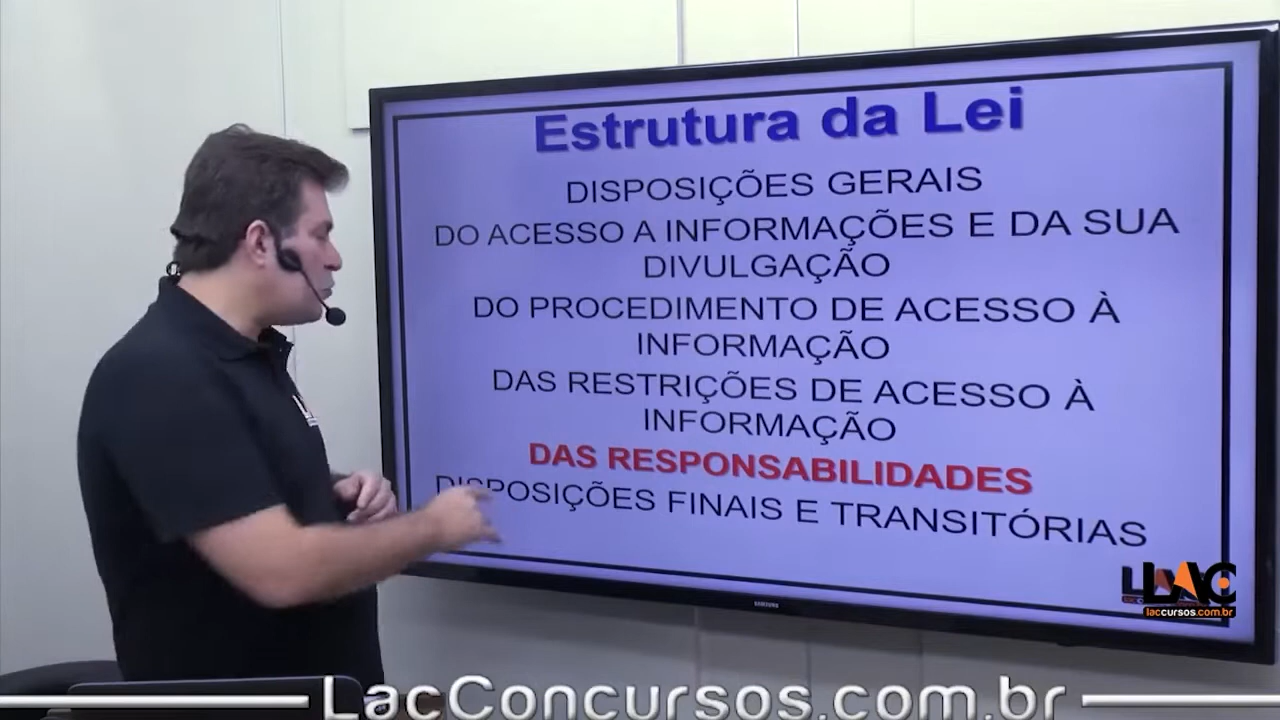 Estrutura da Lei
DISPOSIÇÕES GERAIS
DO ACESSO A INFORMAÇÕES E DA SUA
DIVULGAÇÃO
DO PROCEDIMENTO DE ACESSO À
INFORMAÇÃO
DAS RESTRIÇÕES DE ACESSO À
INFORMAÇÃO
DAS RESPONSABILIDADES
DISPOSIÇÕES FINAIS E TRANSITÓRIAS
LAC
laccursos.com.br
SAMSUNG
LacConcursos.com.br